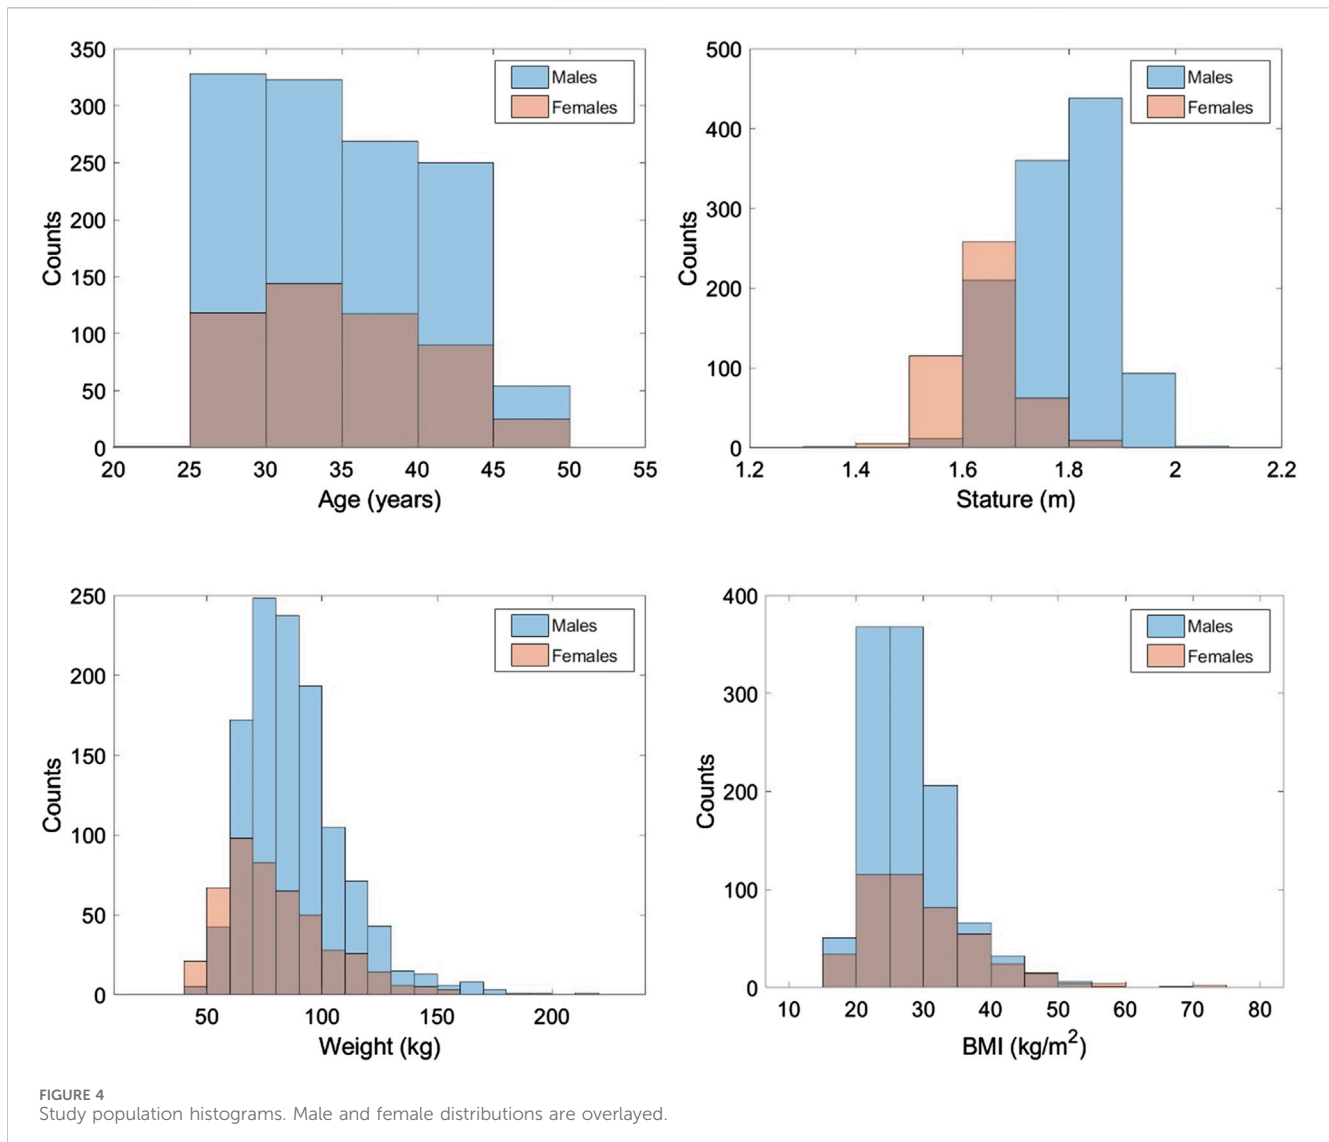 350
300
250
200
150
100
50
0
Counts
20 25 30 35 40 45 50 55
Age (years)
Males
Females
500
400
300
200
100
0
Counts
1.2 1.4 1.6 1.8 2 2.2
Stature (m)
Males
Females
250
200
150
100
50
0
Counts
50 100 150 200
Weight (kg)
Males
Females
400
300
200
100
0
Counts
10 20 30 40 50 60 70 80
BMI (kg/m²)
Males
Females
FIGURE 4
Study population histograms. Male and female distributions are overlayed.